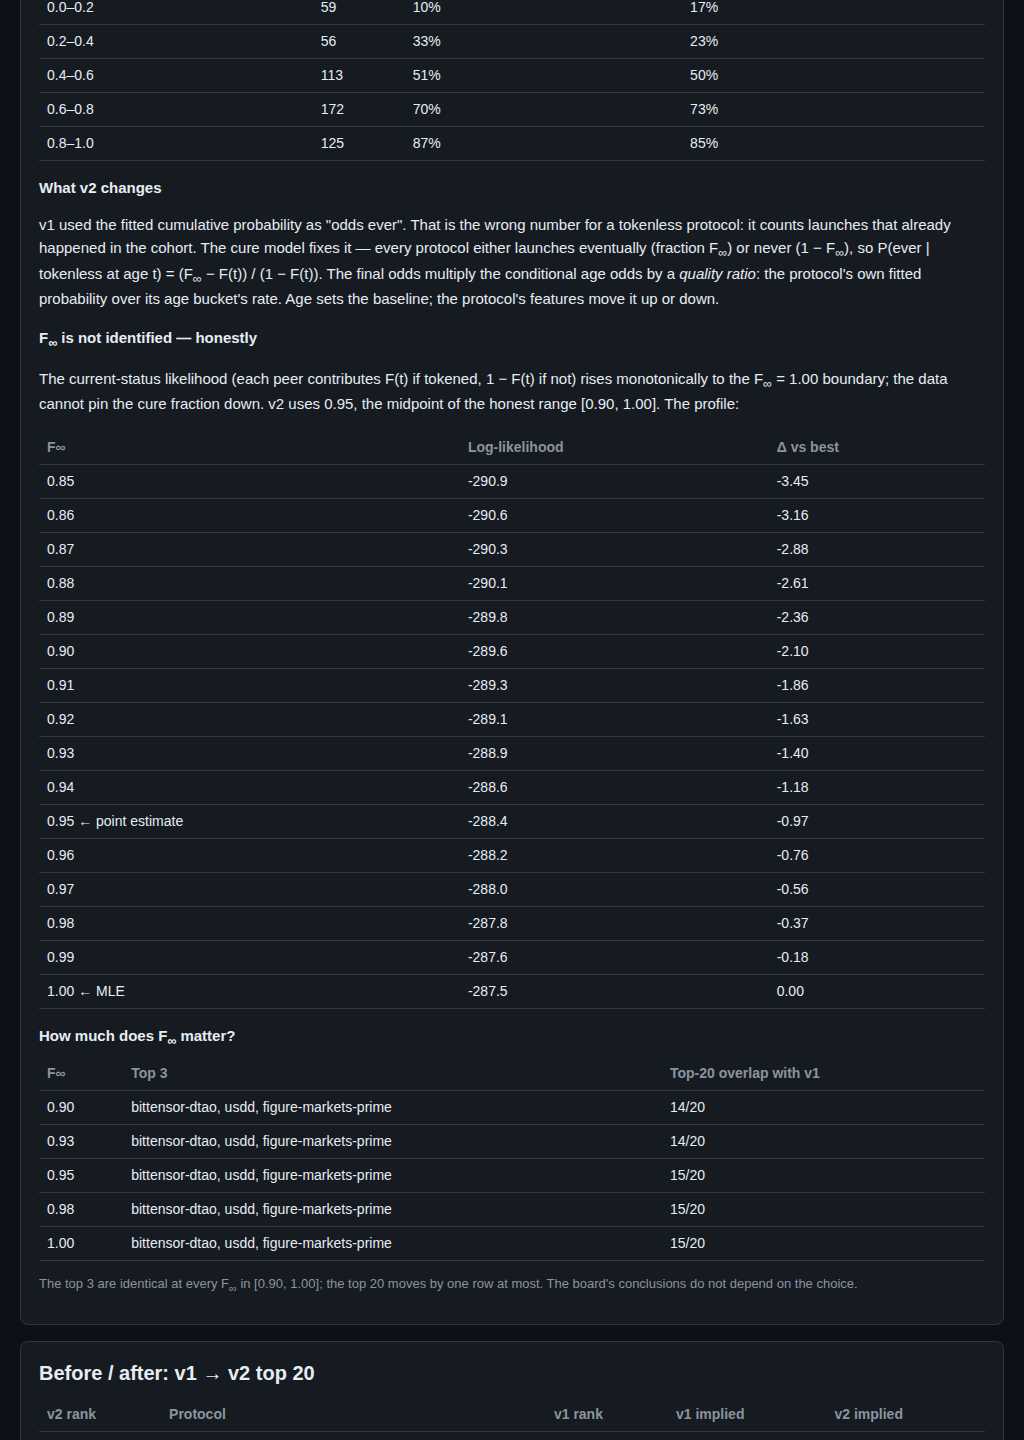 0.0–0.2 59 10% 17%
0.2–0.4 56 33% 23%
0.4–0.6 113 51% 50%
0.6–0.8 172 70% 73%
0.8–1.0 125 87% 85%
What v2 changes
v1 used the fitted cumulative probability as "odds ever". That is the wrong number for a tokenless protocol: it counts launches that already
happened in the cohort. The cure model fixes it — every protocol either launches eventually (fraction F∞) or never (1 − F∞), so P(ever |
tokenless at age t) = (F∞ − F(t)) / (1 − F(t)). The final odds multiply the conditional age odds by a quality ratio: the protocol's own fitted
probability over its age bucket's rate. Age sets the baseline; the protocol's features move it up or down.
F∞ is not identified — honestly
The current-status likelihood (each peer contributes F(t) if tokened, 1 − F(t) if not) rises monotonically to the F∞ = 1.00 boundary; the data
cannot pin the cure fraction down. v2 uses 0.95, the midpoint of the honest range [0.90, 1.00]. The profile:
F∞ Log-likelihood Δ vs best
0.85 -290.9 -3.45
0.86 -290.6 -3.16
0.87 -290.3 -2.88
0.88 -290.1 -2.61
0.89 -289.8 -2.36
0.90 -289.6 -2.10
0.91 -289.3 -1.86
0.92 -289.1 -1.63
0.93 -288.9 -1.40
0.94 -288.6 -1.18
0.95 ← point estimate -288.4 -0.97
0.96 -288.2 -0.76
0.97 -288.0 -0.56
0.98 -287.8 -0.37
0.99 -287.6 -0.18
1.00 ← MLE -287.5 0.00
How much does F∞ matter?
F∞ Top 3 Top-20 overlap with v1
0.90 bittensor-dtao, usdd, figure-markets-prime 14/20
0.93 bittensor-dtao, usdd, figure-markets-prime 14/20
0.95 bittensor-dtao, usdd, figure-markets-prime 15/20
0.98 bittensor-dtao, usdd, figure-markets-prime 15/20
1.00 bittensor-dtao, usdd, figure-markets-prime 15/20
The top 3 are identical at every F∞ in [0.90, 1.00]; the top 20 moves by one row at most. The board's conclusions do not depend on the choice.
Before / after: v1 → v2 top 20
v2 rank Protocol v1 rank v1 implied v2 implied